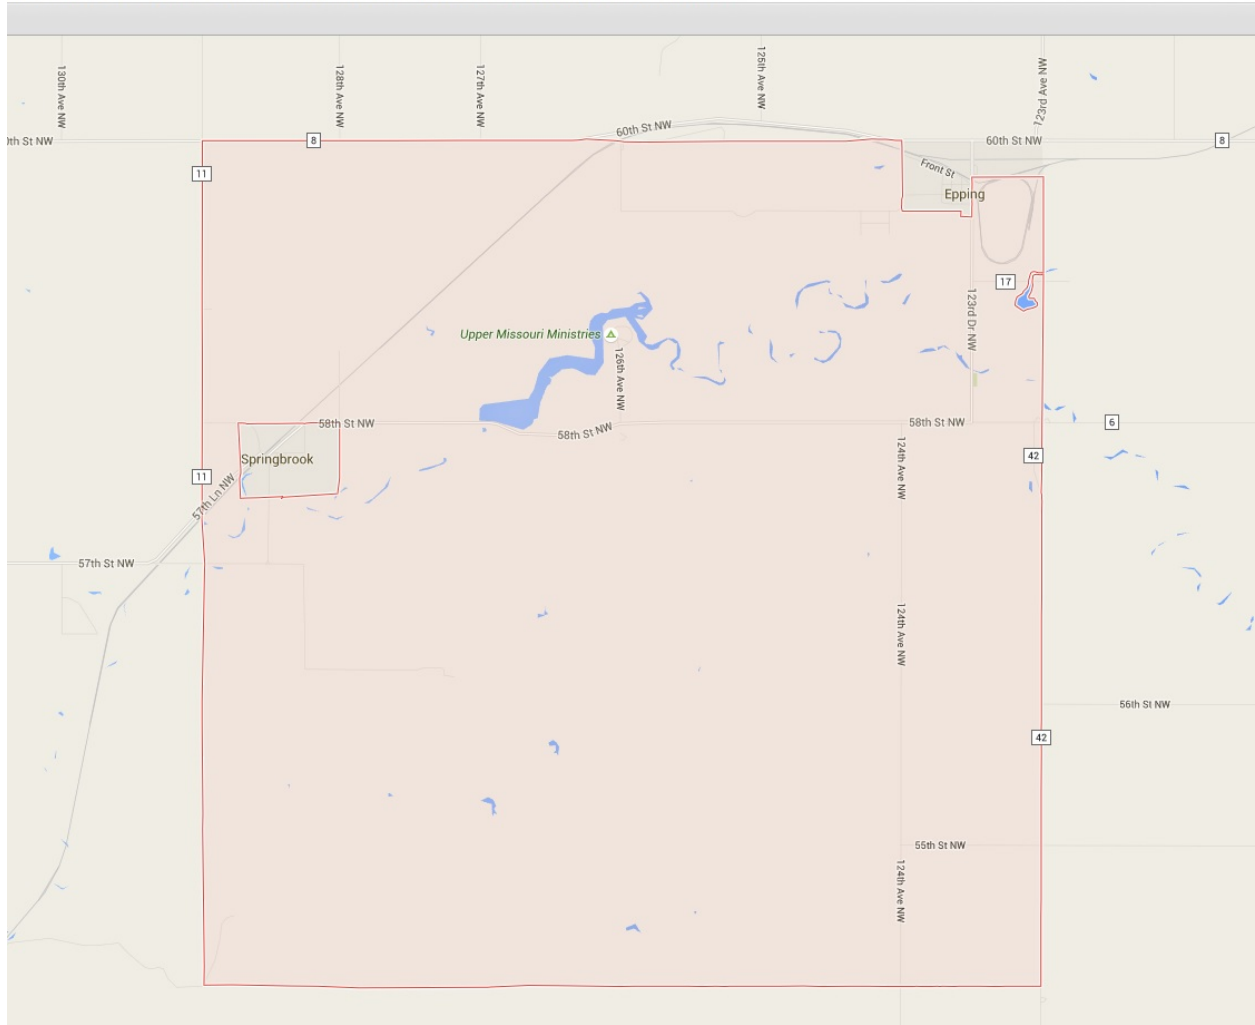 130th Ave NW
128th Ave NW
127th Ave NW
125th Ave NW
123rd Ave NW
0th St NW
8
60th St NW
60th St NW
8
11
Front St
Epping
17
123rd Dr NW
Upper Missouri Ministries
126th Ave NW
58th St NW
58th St NW
58th St NW
6
Springbrook
124th Ave NW
42
11
57th Ln NW
57th St NW
124th Ave NW
56th St NW
42
55th St NW
124th Ave NW